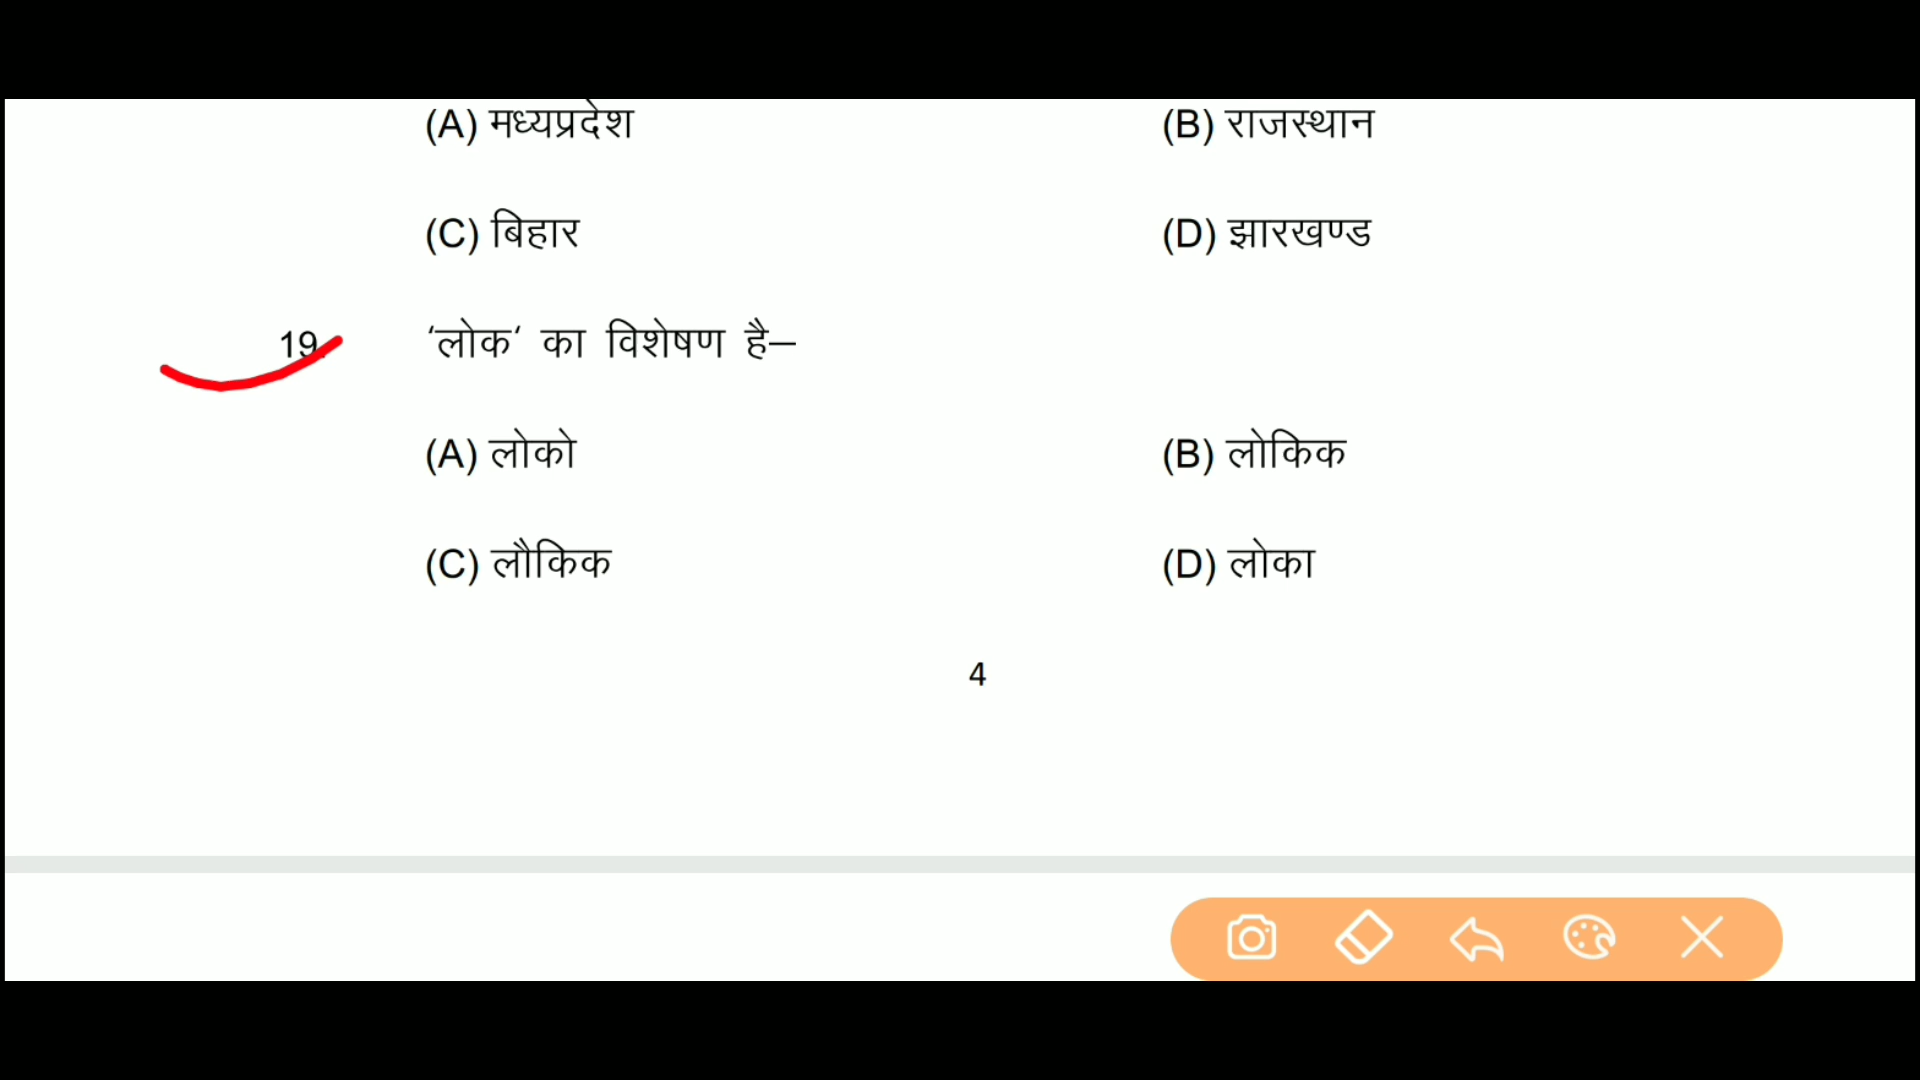 (A) मध्यप्रदेश (B) राजस्थान
(C) बिहार (D) झारखण्ड
19. ‘लोक‘ का विशेषण है–
(A) लोको (B) लोकिक
(C) लौकिक (D) लोका
4